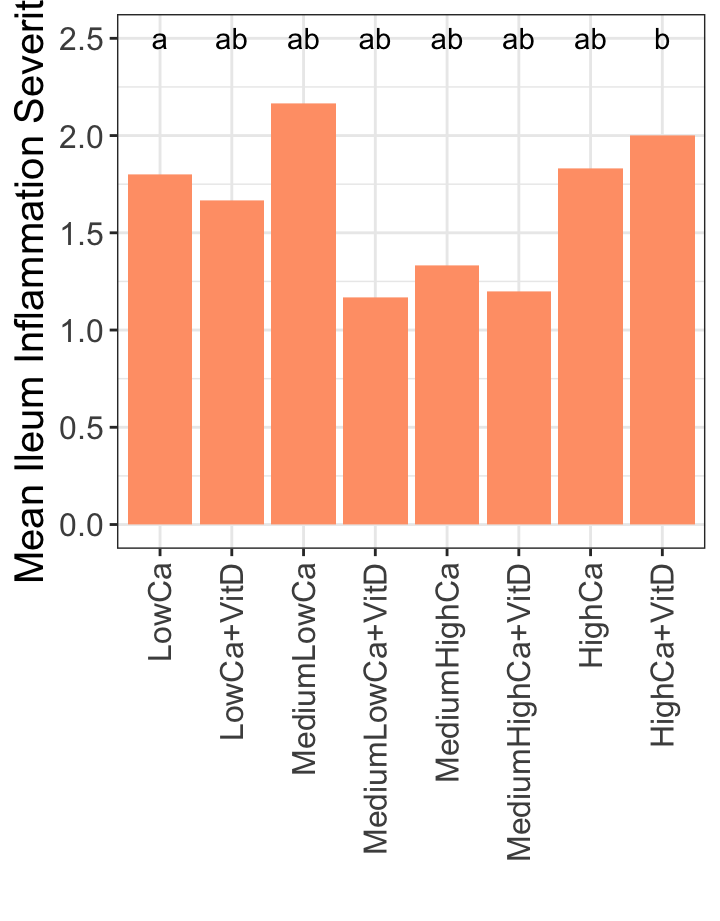 Mean Ileum Inflammation Severit
2.5
2.0
1.5
1.0
0.5
0.0
a ab ab ab ab ab ab b
LowCa
LowCa+VitD
MediumLowCa
MediumLowCa+VitD
MediumHighCa
MediumHighCa+VitD
HighCa
HighCa+VitD